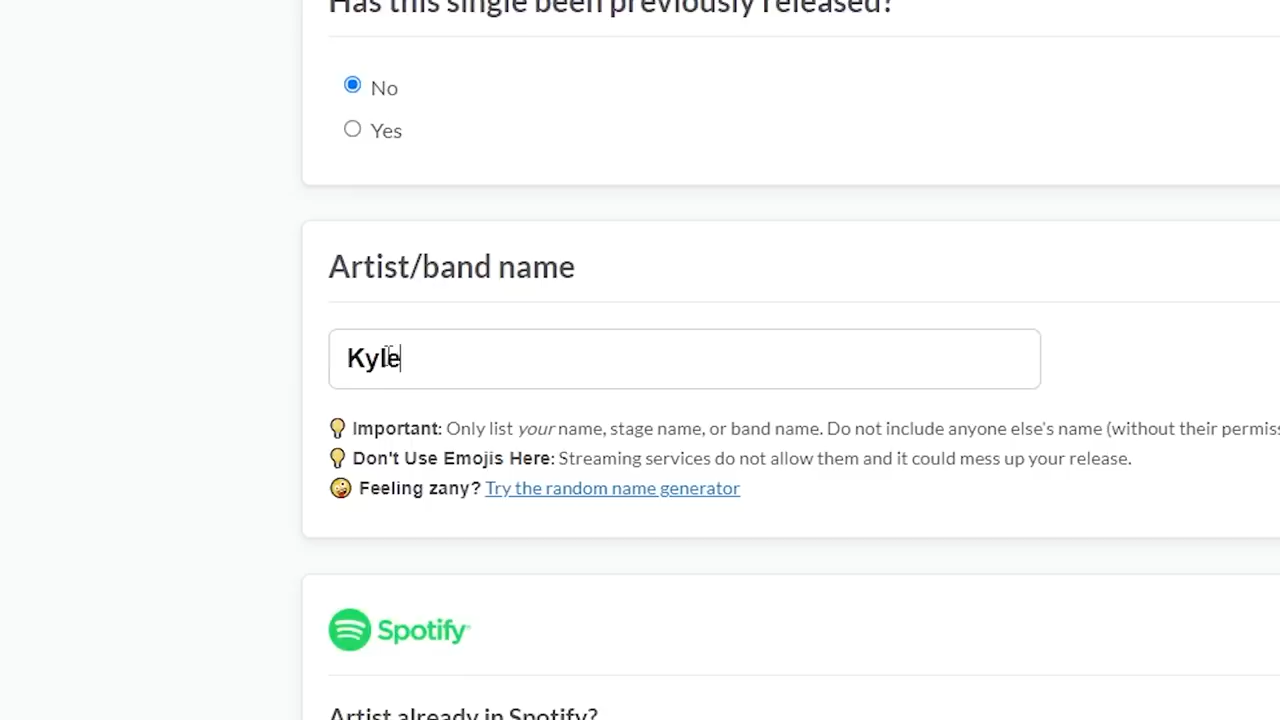 Has this single been previously released?
No
Yes
Artist/band name
Kyle
Important: Only list your name, stage name, or band name. Do not include anyone else's name (without their
Don't Use Emojis Here: Streaming services do not allow them and it could mess up your release.
Feeling zany? Try the random name generator
Spotify
Artist already in Spotify?